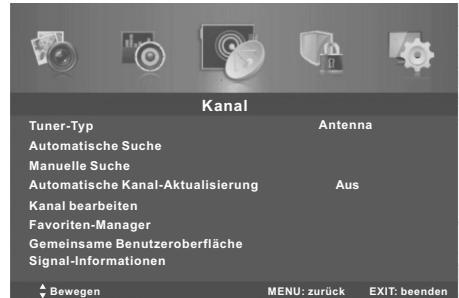 Kanal
Tuner-Typ Antenna
Automatische Suche
Manuelle Suche
Automatische Kanal-Aktualisierung Aus
Kanal bearbeiten
Favoriten-Manager
Gemeinsame Benutzeroberfläche
Signal-Informationen
Bewegen MENU: zurück EXIT: beenden